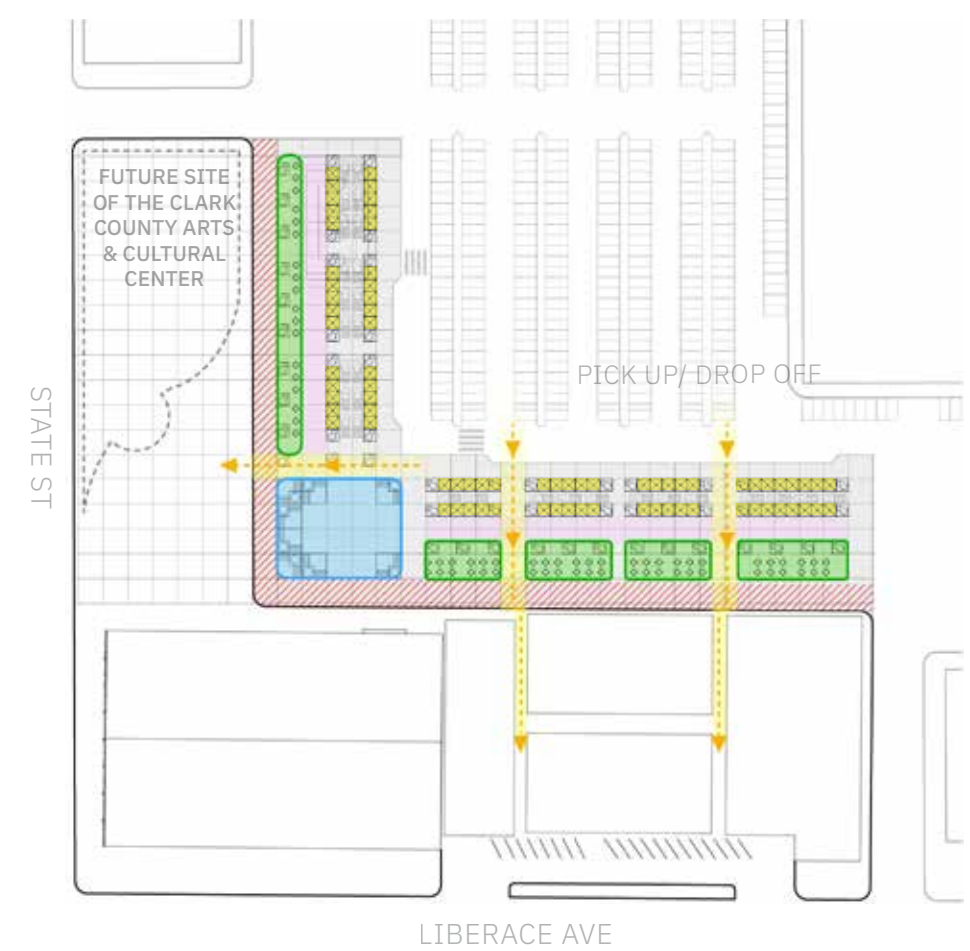 FUTURE SITE
OF THE CLARK
COUNTY ARTS
& CULTURAL
CENTER
PICK UP/ DROP OFF
STATE ST
LIBERACE AVE